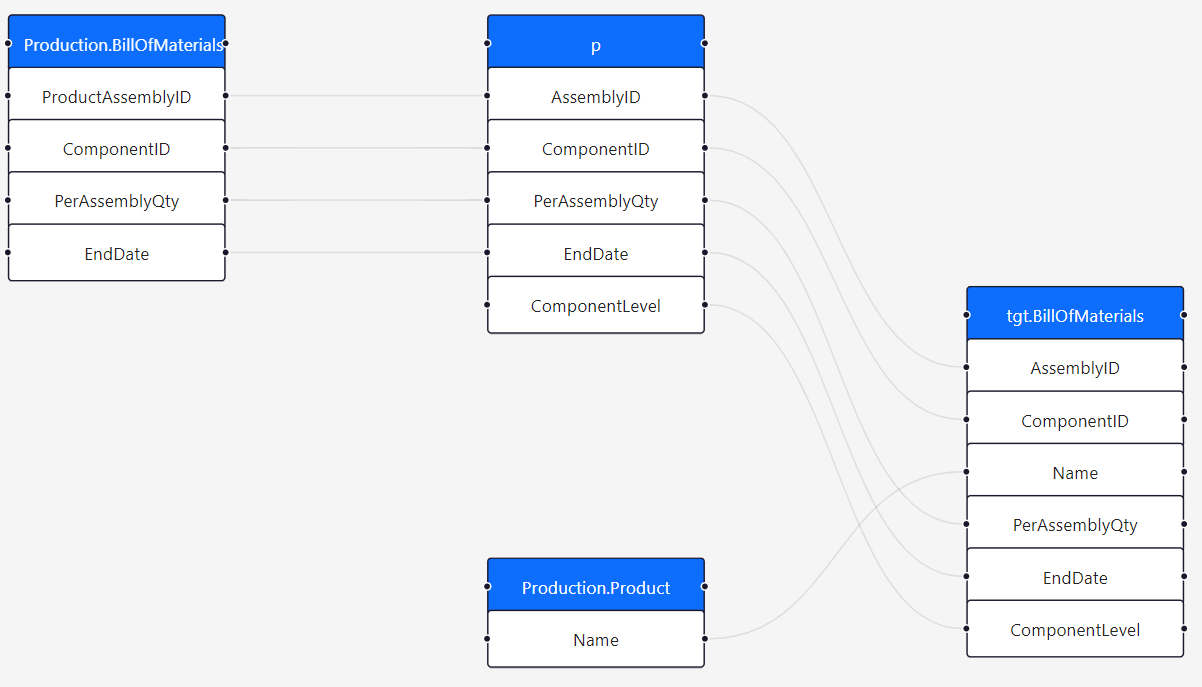 Production.BillOfMaterials
ProductAssemblyID
ComponentID
PerAssemblyQty
EndDate
p
AssemblyID
ComponentID
PerAssemblyQty
EndDate
ComponentLevel
Production.Product
Name
tgt.BillOfMaterials
AssemblyID
ComponentID
Name
PerAssemblyQty
EndDate
ComponentLevel